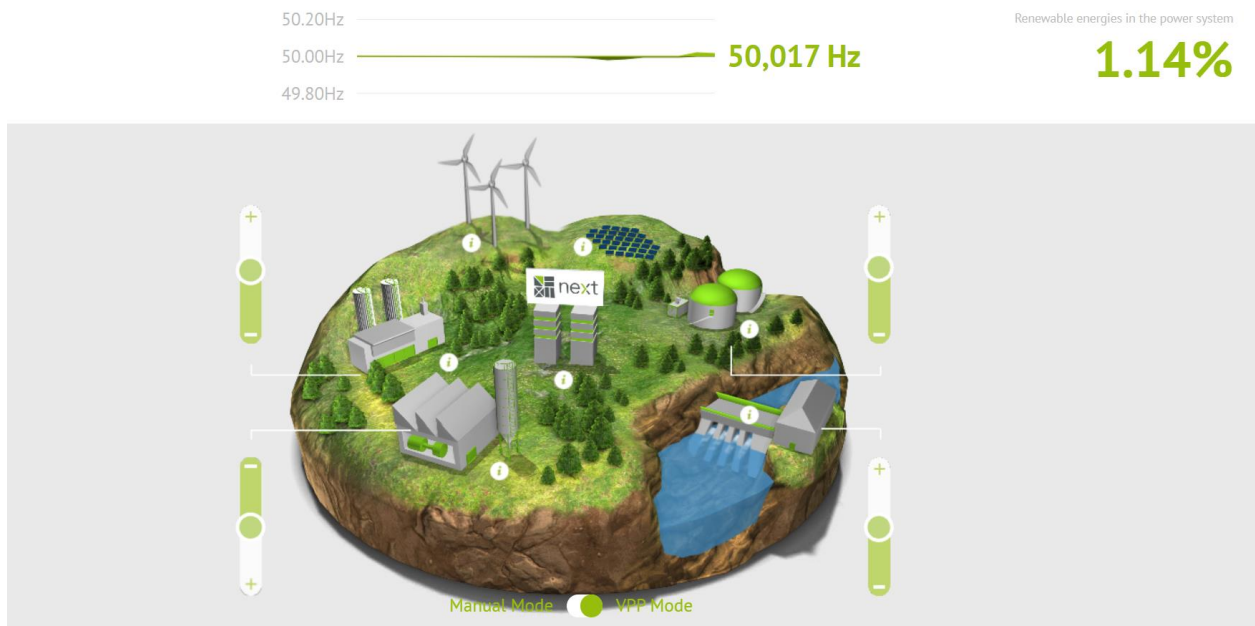 50.20Hz
Renewable energies in the power system
50.00Hz
50,017 Hz
1.14%
49.80Hz
+
+
i
i
next
i
-
-
i
i
i
-
i
+
+
-
Manual Mode
VPP Mode